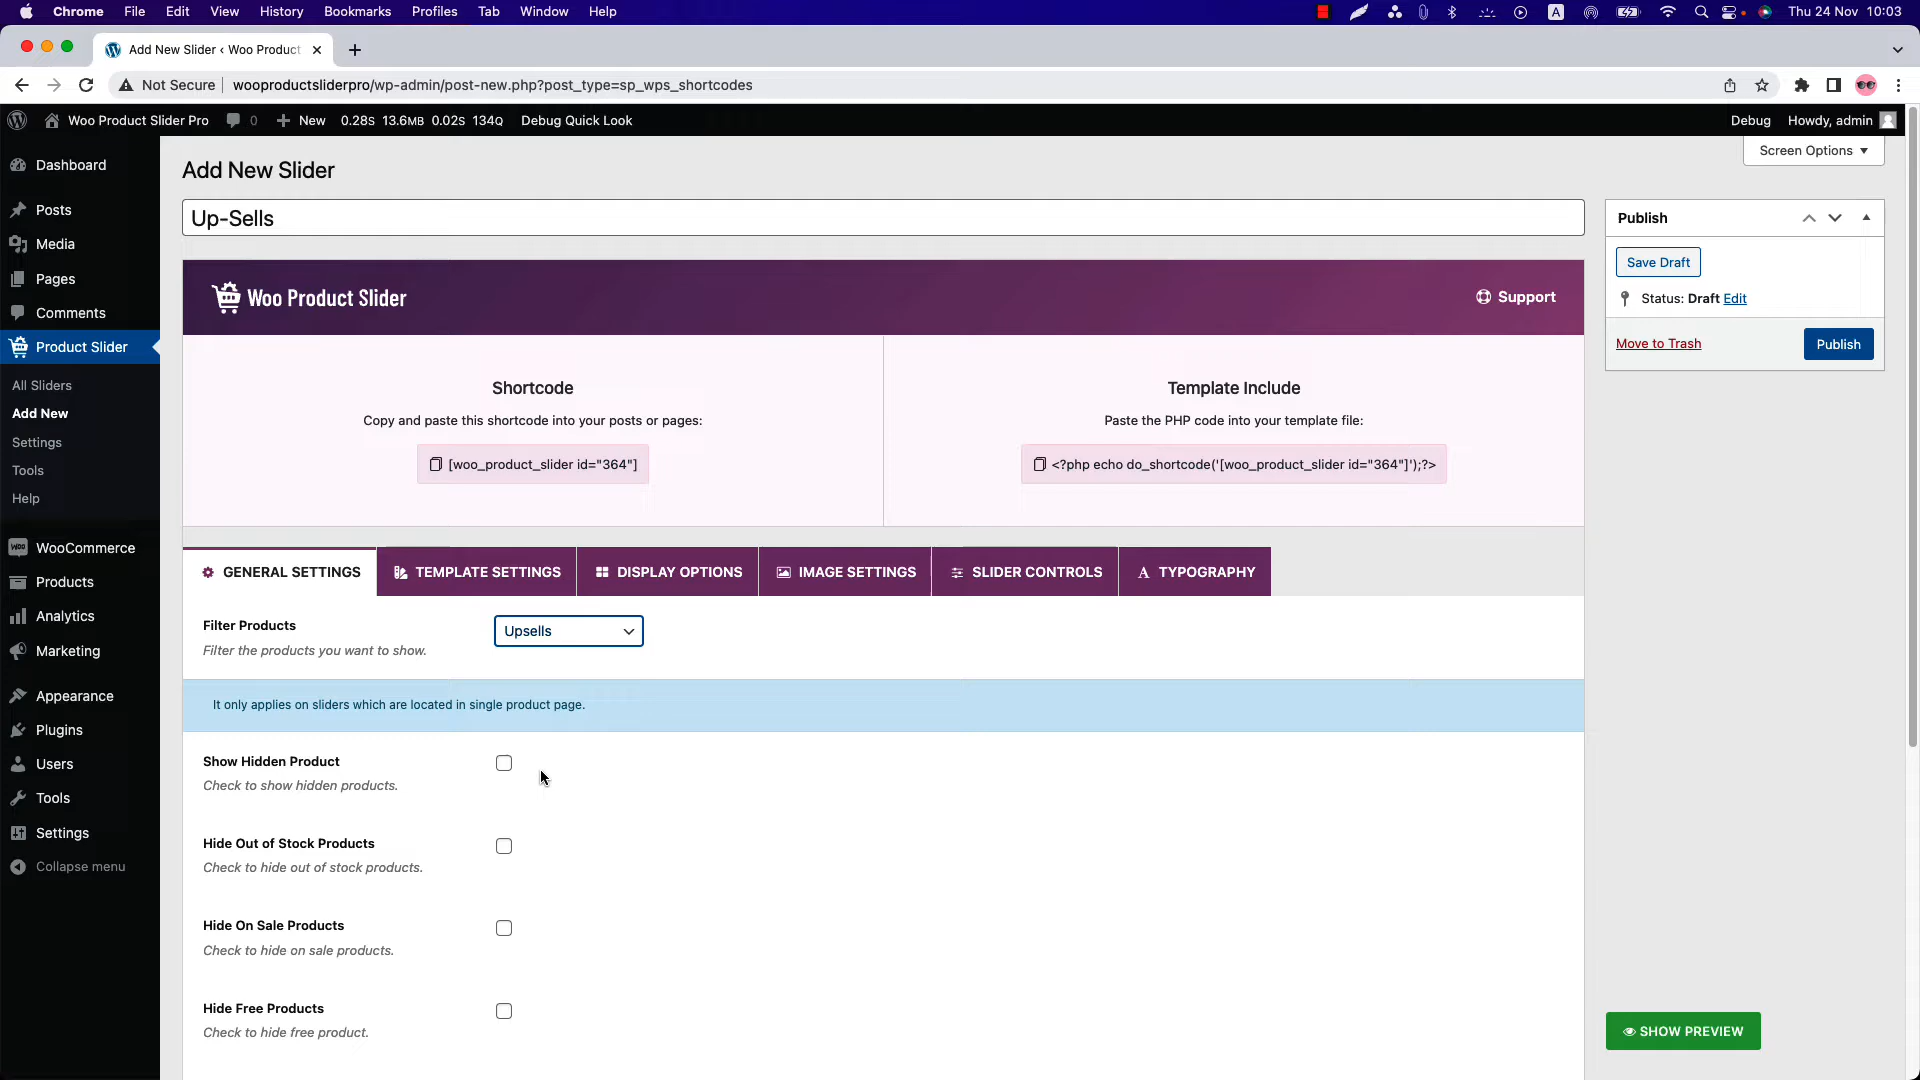 Chrome File Edit View History Bookmarks Profiles Tab Window Help A Thu 24 Nov 10:03
Add New Slider ‹ Woo Product
Not Secure wooproductsliderpro/wp-admin/post-new.php?post_type=sp_wps_shortcodes
Woo Product Slider Pro 0 New 0.28S 13.6MB 0.02S 134Q Debug Quick Look Debug Howdy, admin
Screen Options
Dashboard
Posts
Media
Pages
Comments
Product Slider
All Sliders
Add New
Settings
Tools
Help
WooCommerce
Products
Analytics
Marketing
Appearance
Plugins
Users
Tools
Settings
Collapse menu
Add New Slider
Up-Sells
Woo Product Slider
Support
Shortcode
Copy and paste this shortcode into your posts or pages:
[woo_product_slider id="364"]
Template Include
Paste the PHP code into your template file:
<?php echo do_shortcode('[woo_product_slider id="364"]');?>
GENERAL SETTINGS TEMPLATE SETTINGS DISPLAY OPTIONS IMAGE SETTINGS SLIDER CONTROLS TYPOGRAPHY
Filter Products
Filter the products you want to show.
Upsells
It only applies on sliders which are located in single product page.
Show Hidden Product
Check to show hidden products.
Hide Out of Stock Products
Check to hide out of stock products.
Hide On Sale Products
Check to hide on sale products.
Hide Free Products
Check to hide free product.
Publish
Save Draft
Status: Draft Edit
Move to Trash
Publish
SHOW PREVIEW